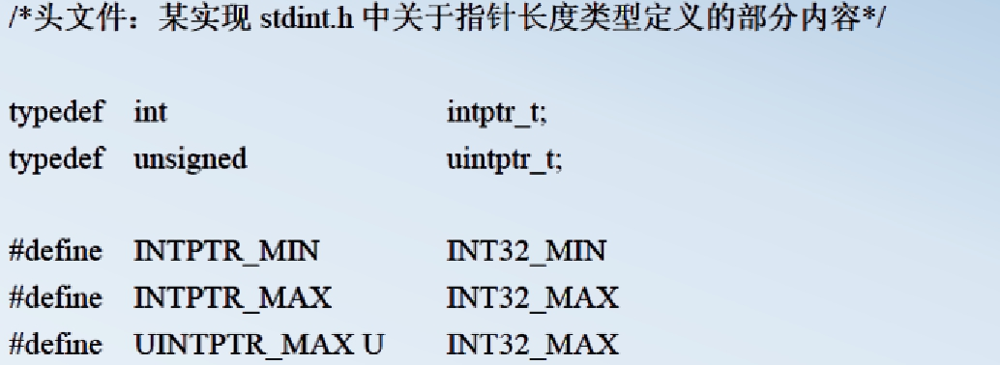 /*头文件：某实现 stdint.h 中关于指针长度类型定义的部分内容*/
typedef int intptr_t;
typedef unsigned uintptr_t;
#define INTPTR_MIN INT32_MIN
#define INTPTR_MAX INT32_MAX
#define UINTPTR_MAX U INT32_MAX